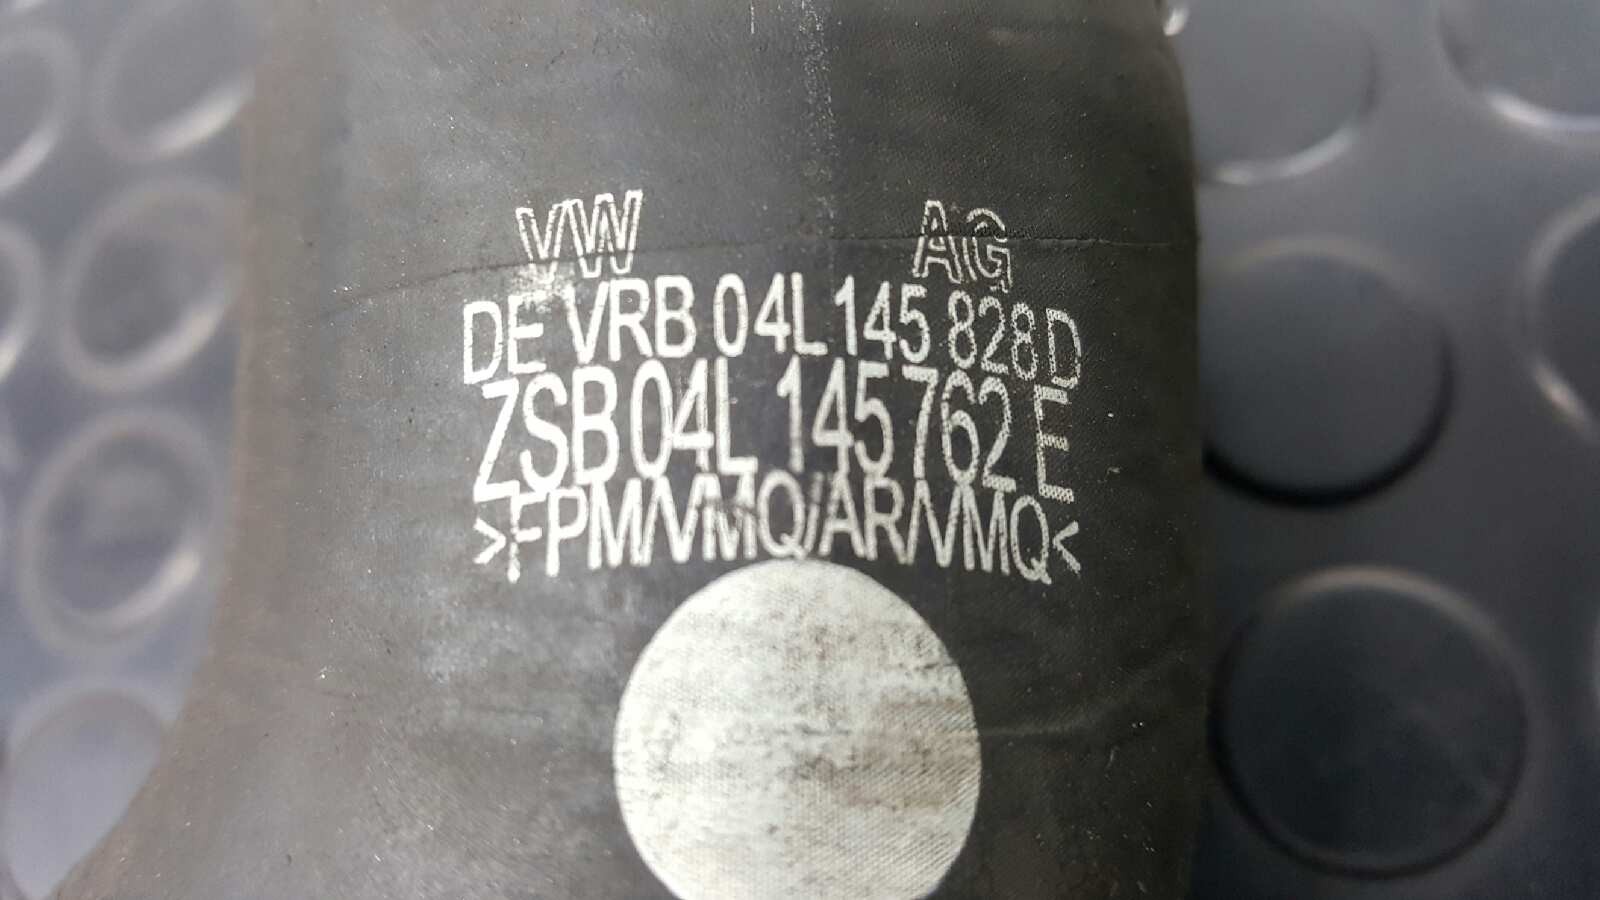 VW AG
DE VRB 04L 145 828 D
ZSB 04L 145 762 E
>FPM/VMQ/AR/VMQ<